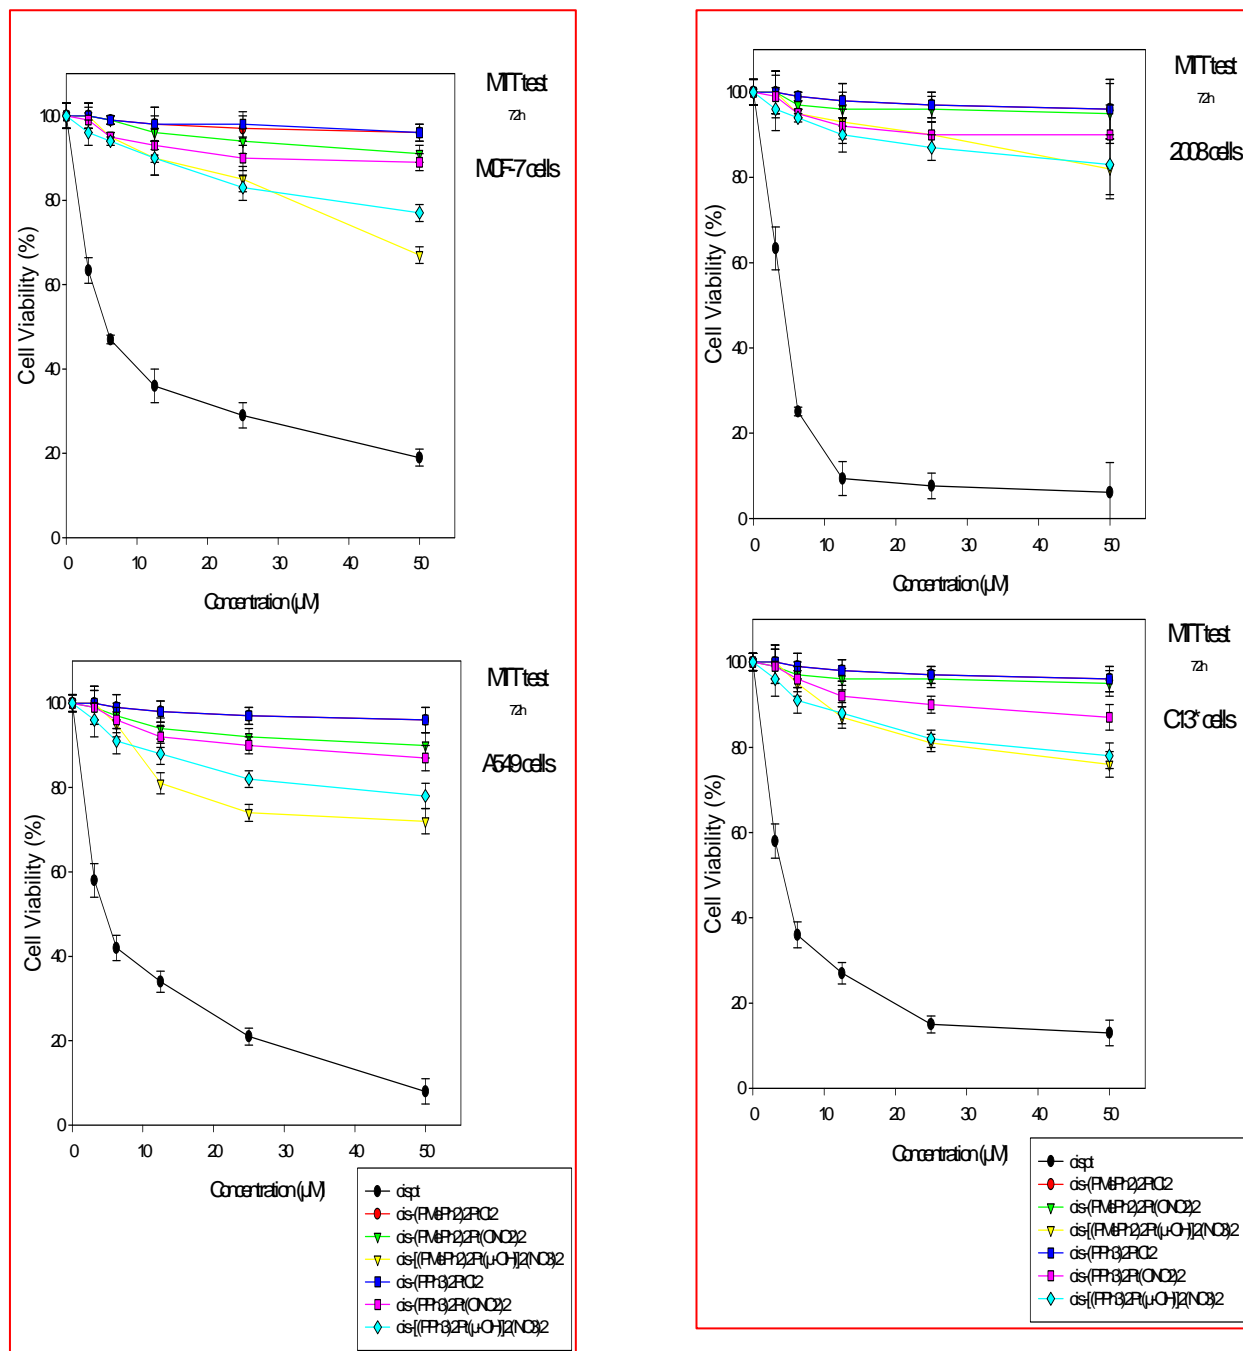 MTT test
72h
MCF-7 cells
Cell Viability (%)
100
80
60
40
20
0
0 10 20 30 40 50
Concentration (µM)
MTT test
72h
2008 cells
Cell Viability (%)
100
80
60
40
20
0
0 10 20 30 40 50
Concentration (µM)
MTT test
72h
A549 cells
Cell Viability (%)
100
80
60
40
20
0
0 10 20 30 40 50
Concentration (µM)
cispt
cis-(PMePh2)2PtCl2
cis-(PMePh2)2Pt(ONO2)2
cis-[(PMePh2)2Pt(µ-OH)]2(NO3)2
cis-(PPh3)2PtCl2
cis-(PPh3)2Pt(ONO2)2
cis-[(PPh3)2Pt(µ-OH)]2(NO3)2
MTT test
72h
C13* cells
Cell Viability (%)
100
80
60
40
20
0
0 10 20 30 40 50
Concentration (µM)
cispt
cis-(PMePh2)2PtCl2
cis-(PMePh2)2Pt(ONO2)2
cis-[(PMePh2)2Pt(µ-OH)]2(NO3)2
cis-(PPh3)2PtCl2
cis-(PPh3)2Pt(ONO2)2
cis-[(PPh3)2Pt(µ-OH)]2(NO3)2